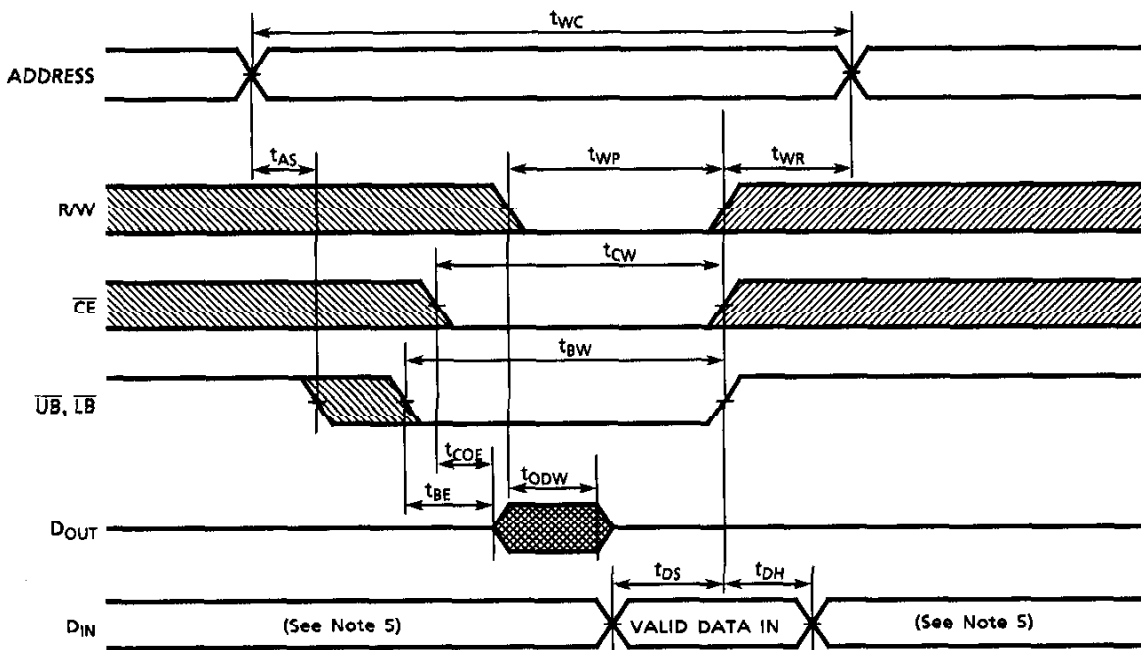 tWC
ADDRESS
tAS
tWP
tWR
R/W
tCW
CE
tBW
UB, LB
tCOE
tODW
tBE
DOUT
tDS
tDH
DIN
(See Note 5)
VALID DATA IN
(See Note 5)